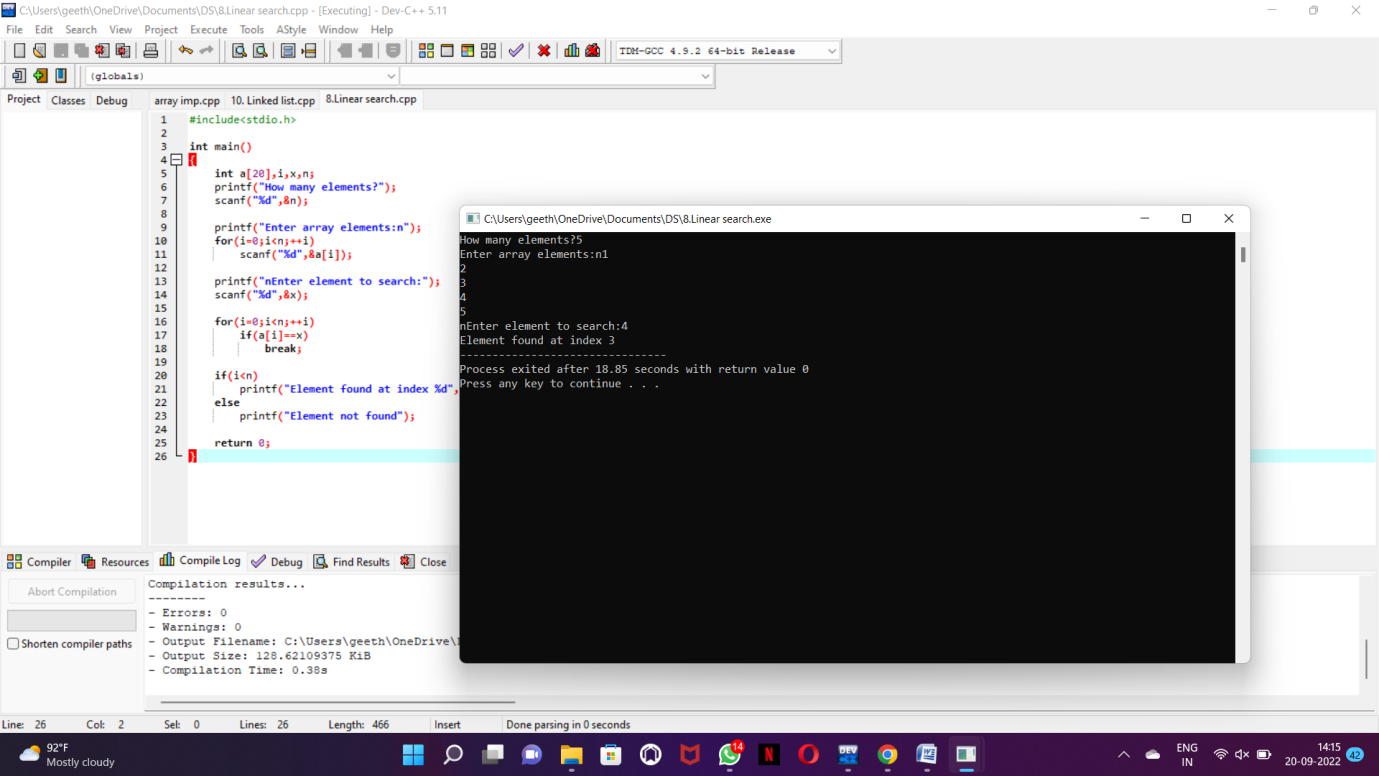 C:\Users\geeth\OneDrive\Documents\DS\8.Linear search.cpp - [Executing] - Dev-C++ 5.11
File Edit Search View Project Execute Tools AStyle Window Help
TDM-GCC 4.9.2 64-bit Release
(globals)
Project Classes Debug array imp.cpp 10. Linked list.cpp 8.Linear search.cpp
1 #include<stdio.h>
2
3 int main()
4 {
5 int a[20],i,x,n;
6 printf("How many elements?");
7 scanf("%d",&n);
8
9 printf("Enter array elements:n");
10 for(i=0;i<n;++i)
11 scanf("%d",&a[i]);
12
13 printf("nEnter element to search:");
14 scanf("%d",&x);
15
16 for(i=0;i<n;++i)
17 if(a[i]==x)
18 break;
19
20 if(i<n)
21 printf("Element found at index %d",
22 else
23 printf("Element not found");
24
25 return 0;
26 }
C:\Users\geeth\OneDrive\Documents\DS\8.Linear search.exe
How many elements?5
Enter array elements:n1
2
3
4
5
nEnter element to search:4
Element found at index 3
--------------------------------
Process exited after 18.85 seconds with return value 0
Press any key to continue . . .
Compiler Resources Compile Log Debug Find Results Close
Abort Compilation
Shorten compiler paths
Compilation results...
--------
- Errors: 0
- Warnings: 0
- Output Filename: C:\Users\geeth\OneDrive\
- Output Size: 128.62109375 KiB
- Compilation Time: 0.38s
Line: 26 Col: 2 Sel: 0 Lines: 26 Length: 466 Insert Done parsing in 0 seconds
92°F
Mostly cloudy
14
N
DEV
ENG
IN
14:15
20-09-2022
42